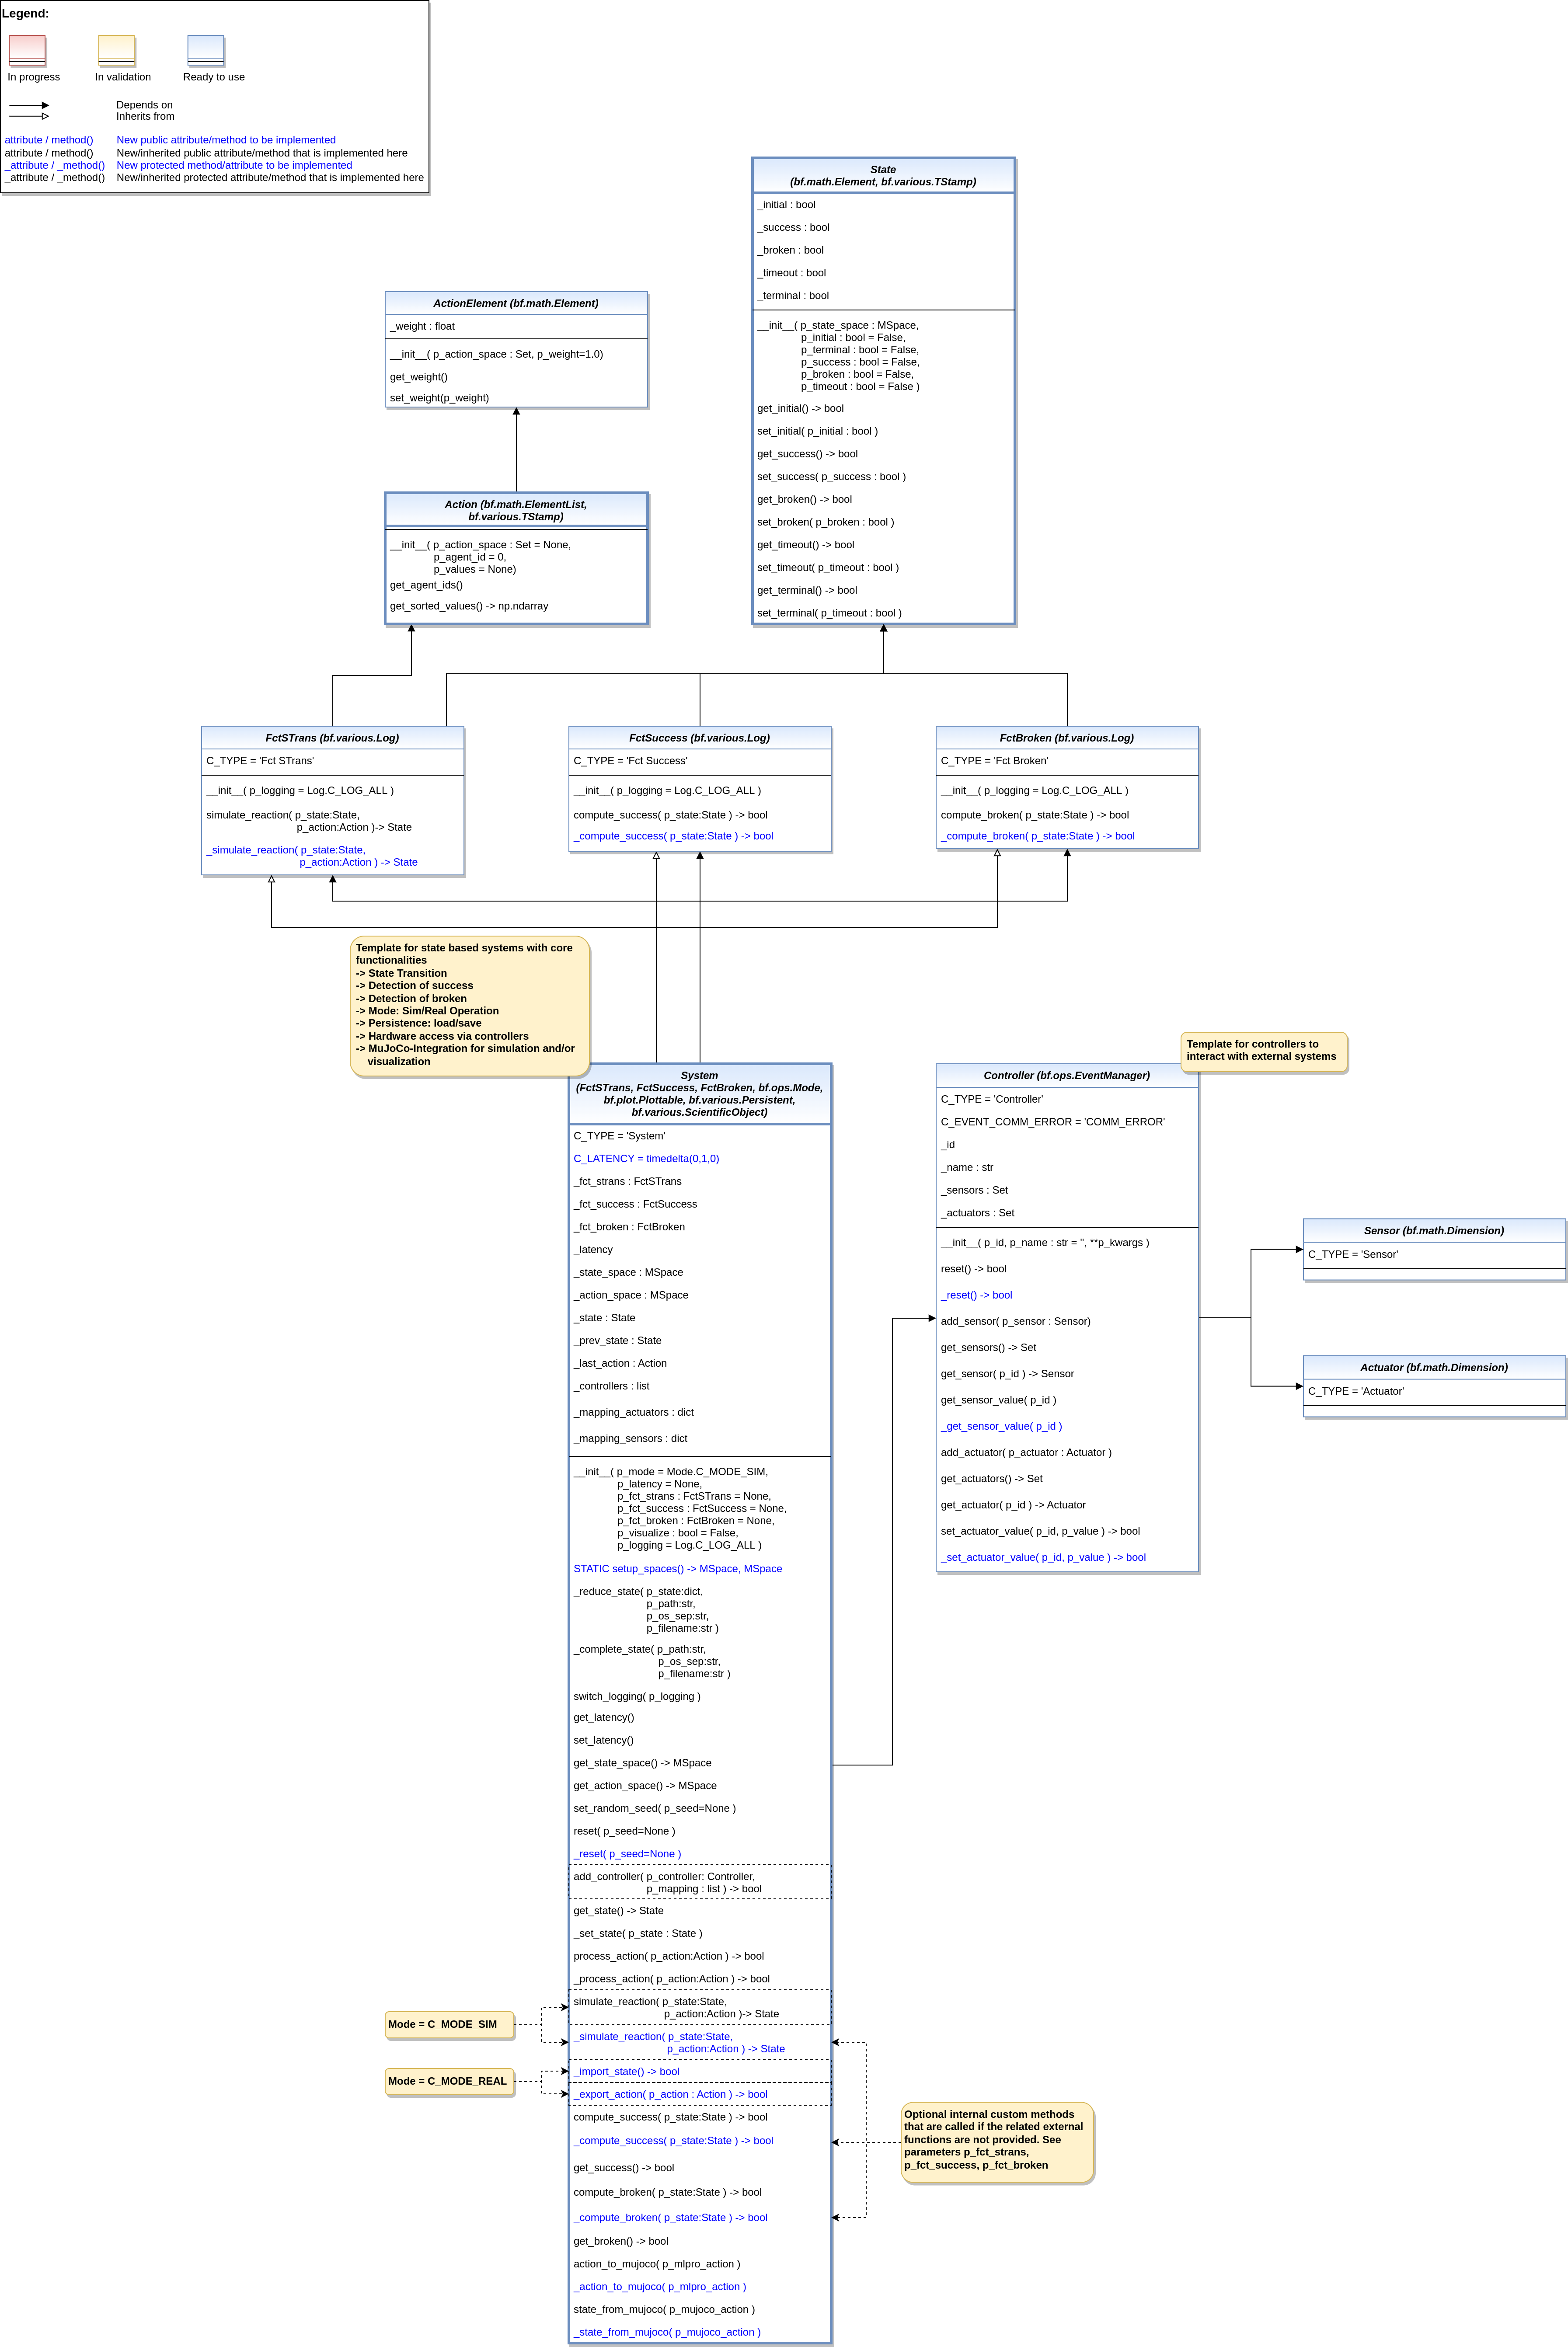 Legend:
In progress
In validation
Ready to use
Depends on
Inherits from
attribute / method() New public attribute/method to be implemented
attribute / method() New/inherited public attribute/method that is implemented here
_attribute / _method() New protected method/attribute to be implemented
_attribute / _method() New/inherited protected attribute/method that is implemented here
State
(bf.math.Element, bf.various.TStamp)
_initial : bool
_success : bool
_broken : bool
_timeout : bool
_terminal : bool
__init__( p_state_space : MSpace,
p_initial : bool = False,
p_terminal : bool = False,
p_success : bool = False,
p_broken : bool = False,
p_timeout : bool = False )
get_initial() -> bool
set_initial( p_initial : bool )
get_success() -> bool
set_success( p_success : bool )
get_broken() -> bool
set_broken( p_broken : bool )
get_timeout() -> bool
set_timeout( p_timeout : bool )
get_terminal() -> bool
set_terminal( p_timeout : bool )
ActionElement (bf.math.Element)
_weight : float
__init__( p_action_space : Set, p_weight=1.0)
get_weight()
set_weight(p_weight)
Action (bf.math.ElementList,
bf.various.TStamp)
__init__( p_action_space : Set = None,
p_agent_id = 0,
p_values = None)
get_agent_ids()
get_sorted_values() -> np.ndarray
FctSTrans (bf.various.Log)
C_TYPE = 'Fct STrans'
__init__( p_logging = Log.C_LOG_ALL )
simulate_reaction( p_state:State,
p_action:Action )-> State
_simulate_reaction( p_state:State,
p_action:Action ) -> State
FctSuccess (bf.various.Log)
C_TYPE = 'Fct Success'
__init__( p_logging = Log.C_LOG_ALL )
compute_success( p_state:State ) -> bool
_compute_success( p_state:State ) -> bool
FctBroken (bf.various.Log)
C_TYPE = 'Fct Broken'
__init__( p_logging = Log.C_LOG_ALL )
compute_broken( p_state:State ) -> bool
_compute_broken( p_state:State ) -> bool
Template for state based systems with core
functionalities
-> State Transition
-> Detection of success
-> Detection of broken
-> Mode: Sim/Real Operation
-> Persistence: load/save
-> Hardware access via controllers
-> MuJoCo-Integration for simulation and/or
visualization
System
(FctSTrans, FctSuccess, FctBroken, bf.ops.Mode,
bf.plot.Plottable, bf.various.Persistent,
bf.various.ScientificObject)
C_TYPE = 'System'
C_LATENCY = timedelta(0,1,0)
_fct_strans : FctSTrans
_fct_success : FctSuccess
_fct_broken : FctBroken
_latency
_state_space : MSpace
_action_space : MSpace
_state : State
_prev_state : State
_last_action : Action
_controllers : list
_mapping_actuators : dict
_mapping_sensors : dict
__init__( p_mode = Mode.C_MODE_SIM,
p_latency = None,
p_fct_strans : FctSTrans = None,
p_fct_success : FctSuccess = None,
p_fct_broken : FctBroken = None,
p_visualize : bool = False,
p_logging = Log.C_LOG_ALL )
STATIC setup_spaces() -> MSpace, MSpace
_reduce_state( p_state:dict,
p_path:str,
p_os_sep:str,
p_filename:str )
_complete_state( p_path:str,
p_os_sep:str,
p_filename:str )
switch_logging( p_logging )
get_latency()
set_latency()
get_state_space() -> MSpace
get_action_space() -> MSpace
set_random_seed( p_seed=None )
reset( p_seed=None )
_reset( p_seed=None )
add_controller( p_controller: Controller,
p_mapping : list ) -> bool
get_state() -> State
_set_state( p_state : State )
process_action( p_action:Action ) -> bool
_process_action( p_action:Action ) -> bool
simulate_reaction( p_state:State,
p_action:Action )-> State
_simulate_reaction( p_state:State,
p_action:Action ) -> State
_import_state() -> bool
_export_action( p_action : Action ) -> bool
compute_success( p_state:State ) -> bool
_compute_success( p_state:State ) -> bool
get_success() -> bool
compute_broken( p_state:State ) -> bool
_compute_broken( p_state:State ) -> bool
get_broken() -> bool
action_to_mujoco( p_mlpro_action )
_action_to_mujoco( p_mlpro_action )
state_from_mujoco( p_mujoco_action )
_state_from_mujoco( p_mujoco_action )
Mode = C_MODE_SIM
Mode = C_MODE_REAL
Optional internal custom methods
that are called if the related external
functions are not provided. See
parameters p_fct_strans,
p_fct_success, p_fct_broken
Template for controllers to
interact with external systems
Controller (bf.ops.EventManager)
C_TYPE = 'Controller'
C_EVENT_COMM_ERROR = 'COMM_ERROR'
_id
_name : str
_sensors : Set
_actuators : Set
__init__( p_id, p_name : str = '', **p_kwargs )
reset() -> bool
_reset() -> bool
add_sensor( p_sensor : Sensor)
get_sensors() -> Set
get_sensor( p_id ) -> Sensor
get_sensor_value( p_id )
_get_sensor_value( p_id )
add_actuator( p_actuator : Actuator )
get_actuators() -> Set
get_actuator( p_id ) -> Actuator
set_actuator_value( p_id, p_value ) -> bool
_set_actuator_value( p_id, p_value ) -> bool
Sensor (bf.math.Dimension)
C_TYPE = 'Sensor'
Actuator (bf.math.Dimension)
C_TYPE = 'Actuator'